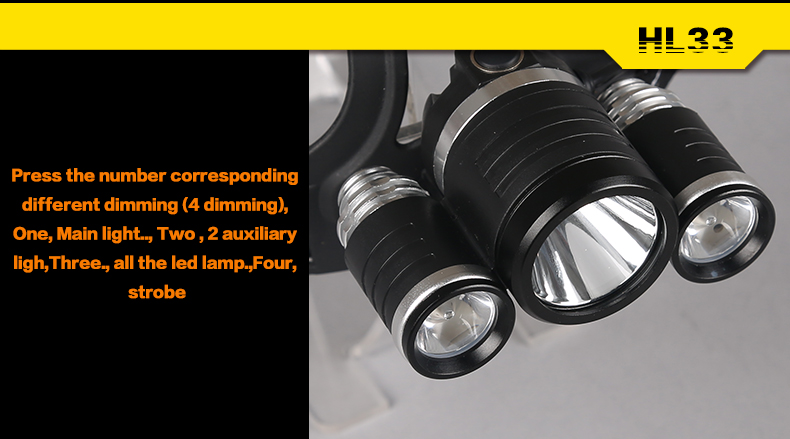 HL33
Press the number corresponding
different dimming (4 dimming),
One, Main light.., Two , 2 auxiliary
ligh,Three., all the led lamp.,Four,
strobe